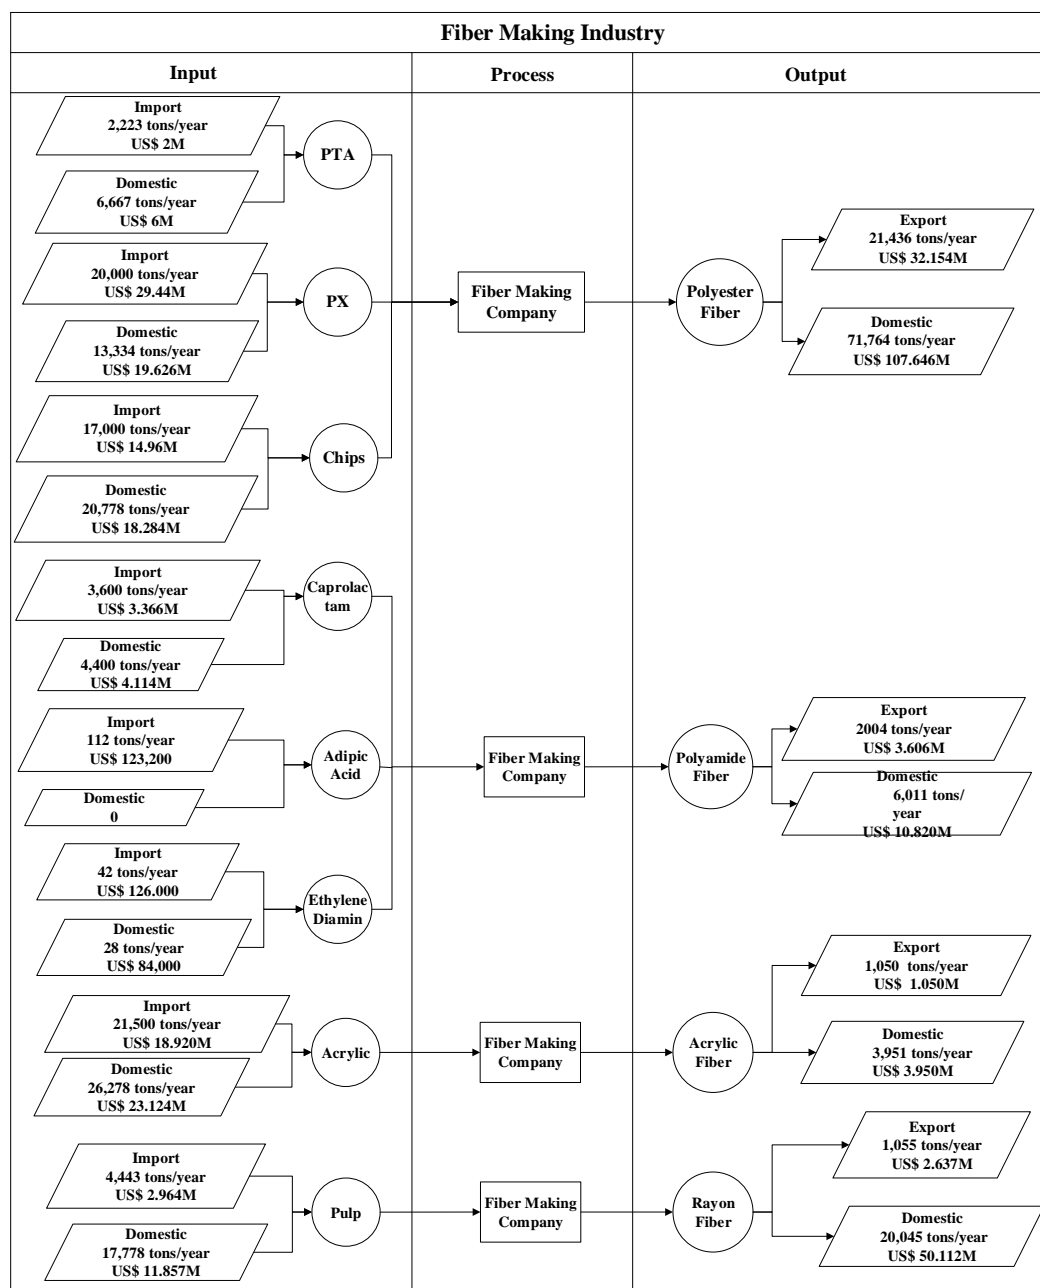 Fiber Making Industry
Input
Process
Output
Import
2,223 tons/year
US$ 2M
Domestic
6,667 tons/year
US$ 6M
PTA
Import
20,000 tons/year
US$ 29.44M
Domestic
13,334 tons/year
US$ 19.626M
PX
Import
17,000 tons/year
US$ 14.96M
Domestic
20,778 tons/year
US$ 18.284M
Chips
Fiber Making
Company
Polyester
Fiber
Export
21,436 tons/year
US$ 32.154M
Domestic
71,764 tons/year
US$ 107.646M
Import
3,600 tons/year
US$ 3.366M
Domestic
4,400 tons/year
US$ 4.114M
Caprolac
tam
Import
112 tons/year
US$ 123,200
Domestic
0
Adipic
Acid
Import
42 tons/year
US$ 126.000
Domestic
28 tons/year
US$ 84,000
Ethylene
Diamin
Fiber Making
Company
Polyamide
Fiber
Export
2004 tons/year
US$ 3.606M
Domestic
6,011 tons/
year
US$ 10.820M
Import
21,500 tons/year
US$ 18.920M
Domestic
26,278 tons/year
US$ 23.124M
Acrylic
Fiber Making
Company
Acrylic
Fiber
Export
1,050 tons/year
US$ 1.050M
Domestic
3,951 tons/year
US$ 3.950M
Import
4,443 tons/year
US$ 2.964M
Domestic
17,778 tons/year
US$ 11.857M
Pulp
Fiber Making
Company
Rayon
Fiber
Export
1,055 tons/year
US$ 2.637M
Domestic
20,045 tons/year
US$ 50.112M